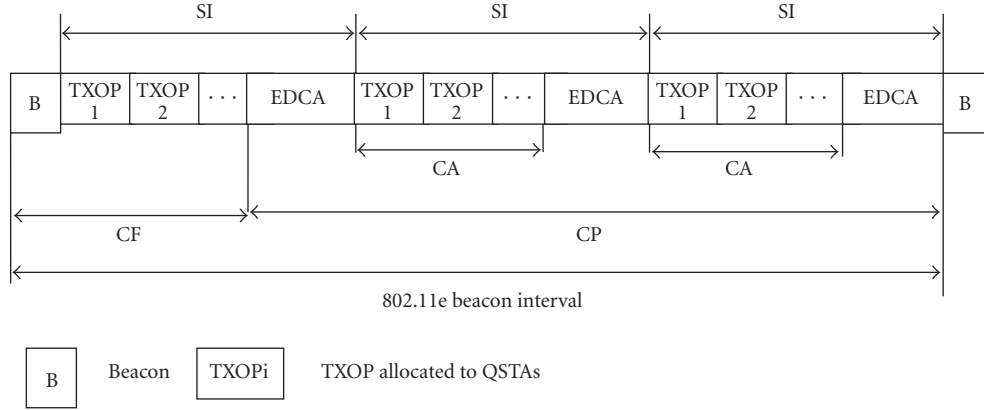 SI SI SI
B TXOP 1 TXOP 2 ... EDCA TXOP 1 TXOP 2 ... EDCA TXOP 1 TXOP 2 ... EDCA B
CA CA
CF CP
802.11e beacon interval
B Beacon TXOPi TXOP allocated to QSTAs